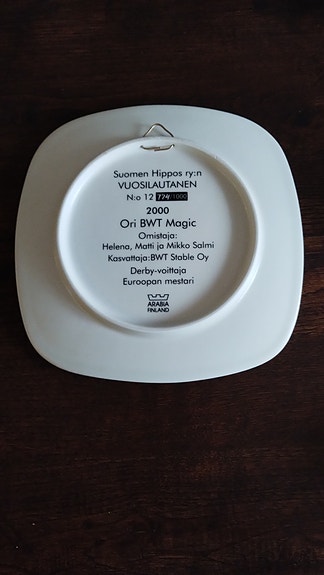 Suomen Hippos ry:n
VUOSILAUTANEN
N:o 12 774/1000
2000
Ori BWT Magic
Omistaja:
Helena, Matti ja Mikko Salmi
Kasvattaja:BWT Stable Oy
Derby-voittaja
Euroopan mestari
ARABIA
FINLAND